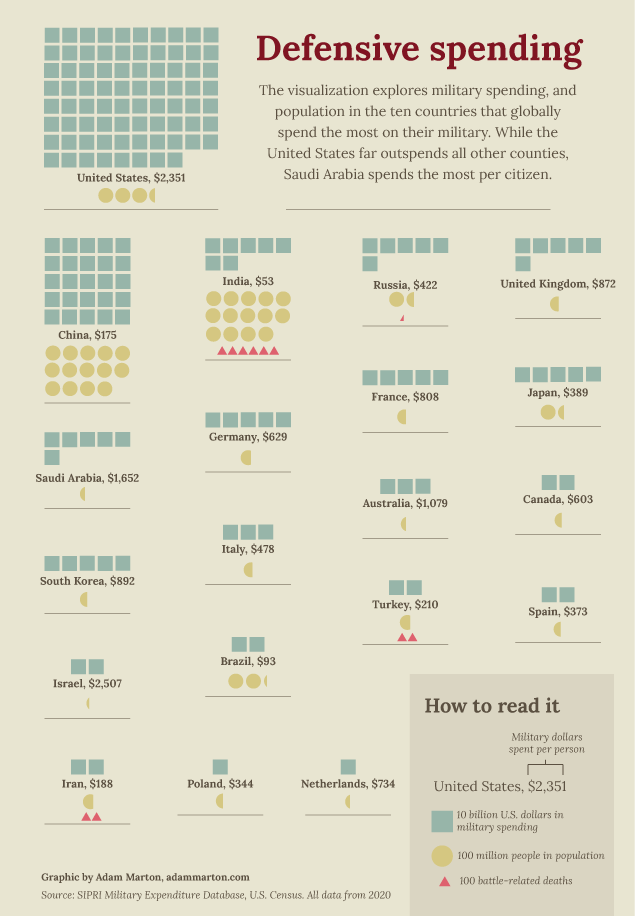 Defensive spending
The visualization explores military spending, and
population in the ten countries that globally
spend the most on their military. While the
United States far outspends all other counties,
Saudi Arabia spends the most per citizen.
United States, $2,351
China, $175
India, $53
Russia, $422
United Kingdom, $872
Saudi Arabia, $1,652
Germany, $629
France, $808
Japan, $389
South Korea, $892
Italy, $478
Australia, $1,079
Canada, $603
Israel, $2,507
Brazil, $93
Turkey, $210
Spain, $373
Iran, $188
Poland, $344
Netherlands, $734
How to read it
Military dollars
spent per person
United States, $2,351
10 billion U.S. dollars in
military spending
100 million people in population
100 battle-related deaths
Graphic by Adam Marton, adammarton.com
Source: SIPRI Military Expenditure Database, U.S. Census. All data from 2020